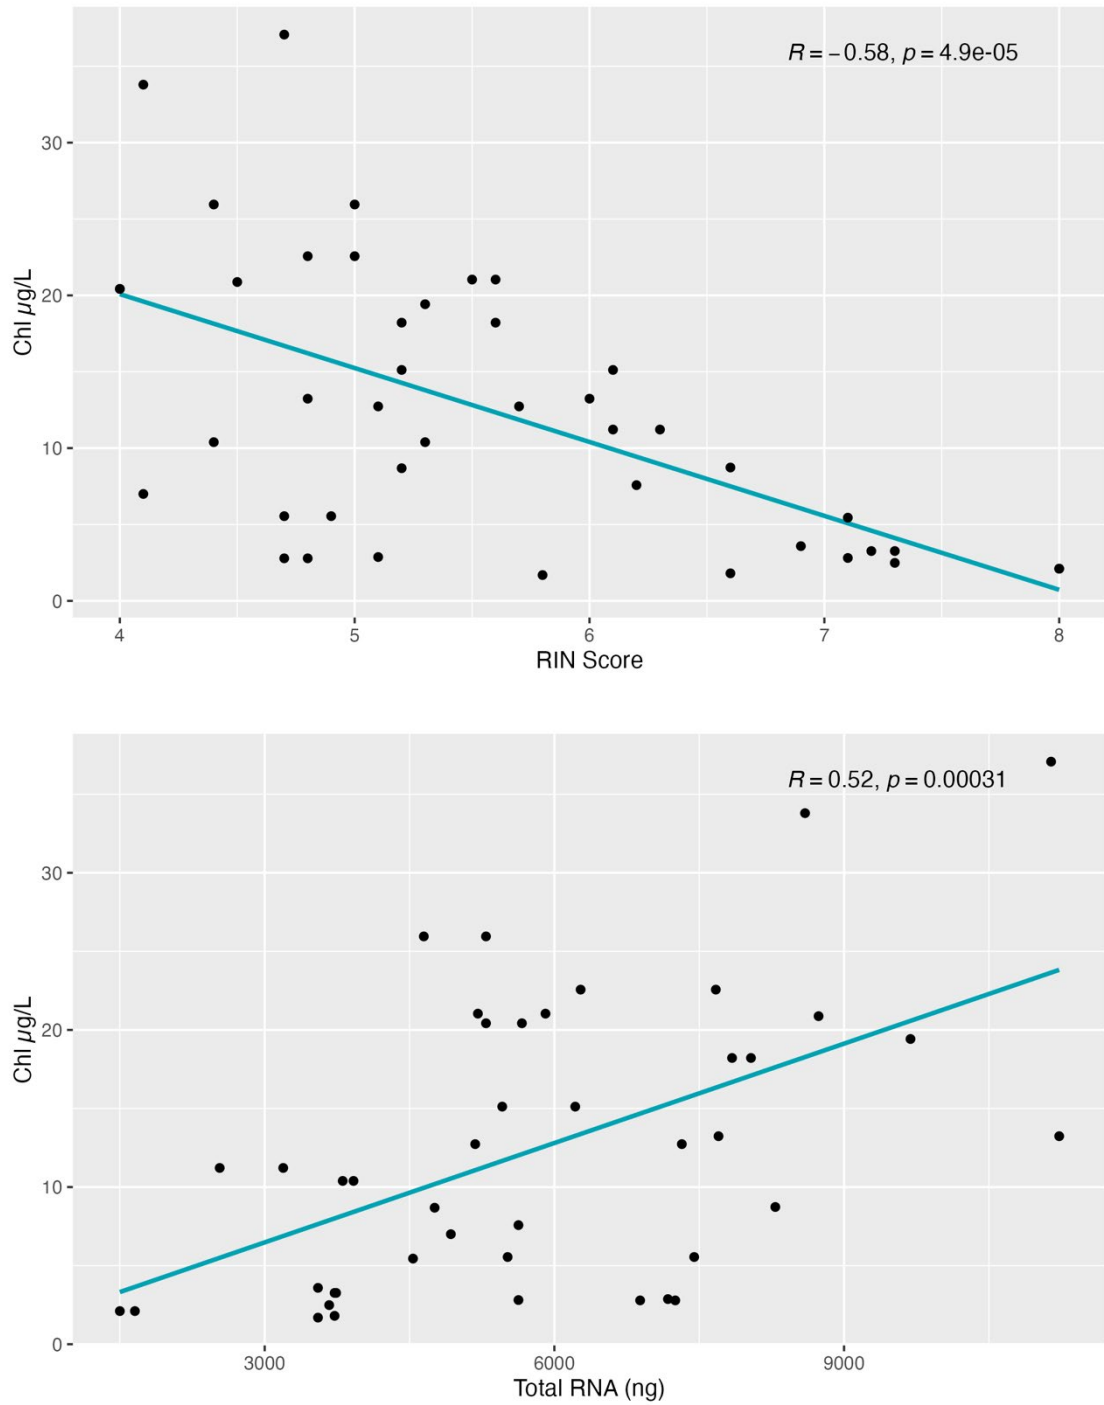 R = −0.58, p = 4.9e-05
30
20
10
0
Chl µg/L
4 5 6 7 8
RIN Score
R = 0.52, p = 0.00031
30
20
10
0
Chl µg/L
3000 6000 9000
Total RNA (ng)